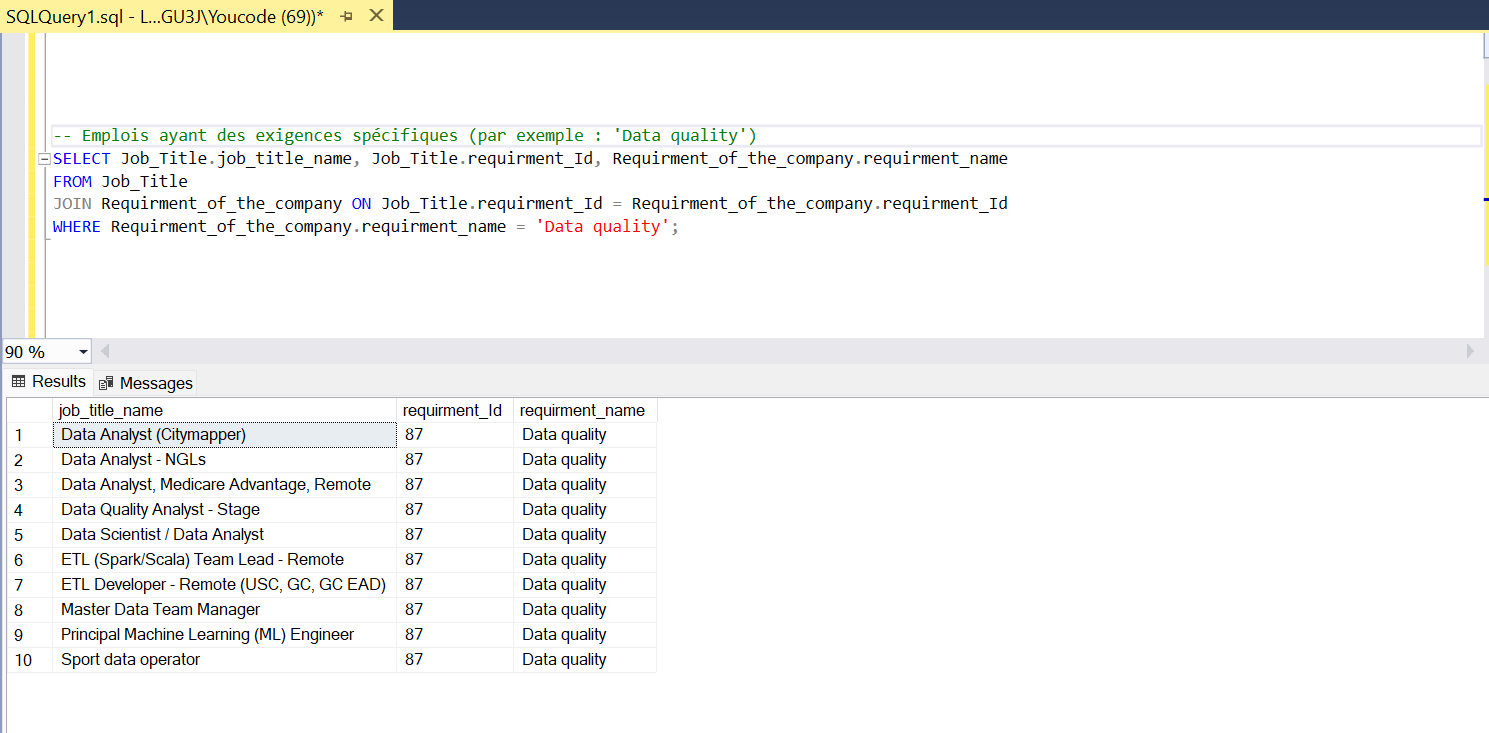 SQLQuery1.sql - L...GU3J\Youcode (69))*
-- Emplois ayant des exigences spécifiques (par exemple : 'Data quality')
SELECT Job_Title.job_title_name, Job_Title.requirment_Id, Requirment_of_the_company.requirment_name
FROM Job_Title
JOIN Requirment_of_the_company ON Job_Title.requirment_Id = Requirment_of_the_company.requirment_Id
WHERE Requirment_of_the_company.requirment_name = 'Data quality';
90 %
Results Messages
job_title_name requirment_Id requirment_name
1 Data Analyst (Citymapper) 87 Data quality
2 Data Analyst - NGLs 87 Data quality
3 Data Analyst, Medicare Advantage, Remote 87 Data quality
4 Data Quality Analyst - Stage 87 Data quality
5 Data Scientist / Data Analyst 87 Data quality
6 ETL (Spark/Scala) Team Lead - Remote 87 Data quality
7 ETL Developer - Remote (USC, GC, GC EAD) 87 Data quality
8 Master Data Team Manager 87 Data quality
9 Principal Machine Learning (ML) Engineer 87 Data quality
10 Sport data operator 87 Data quality